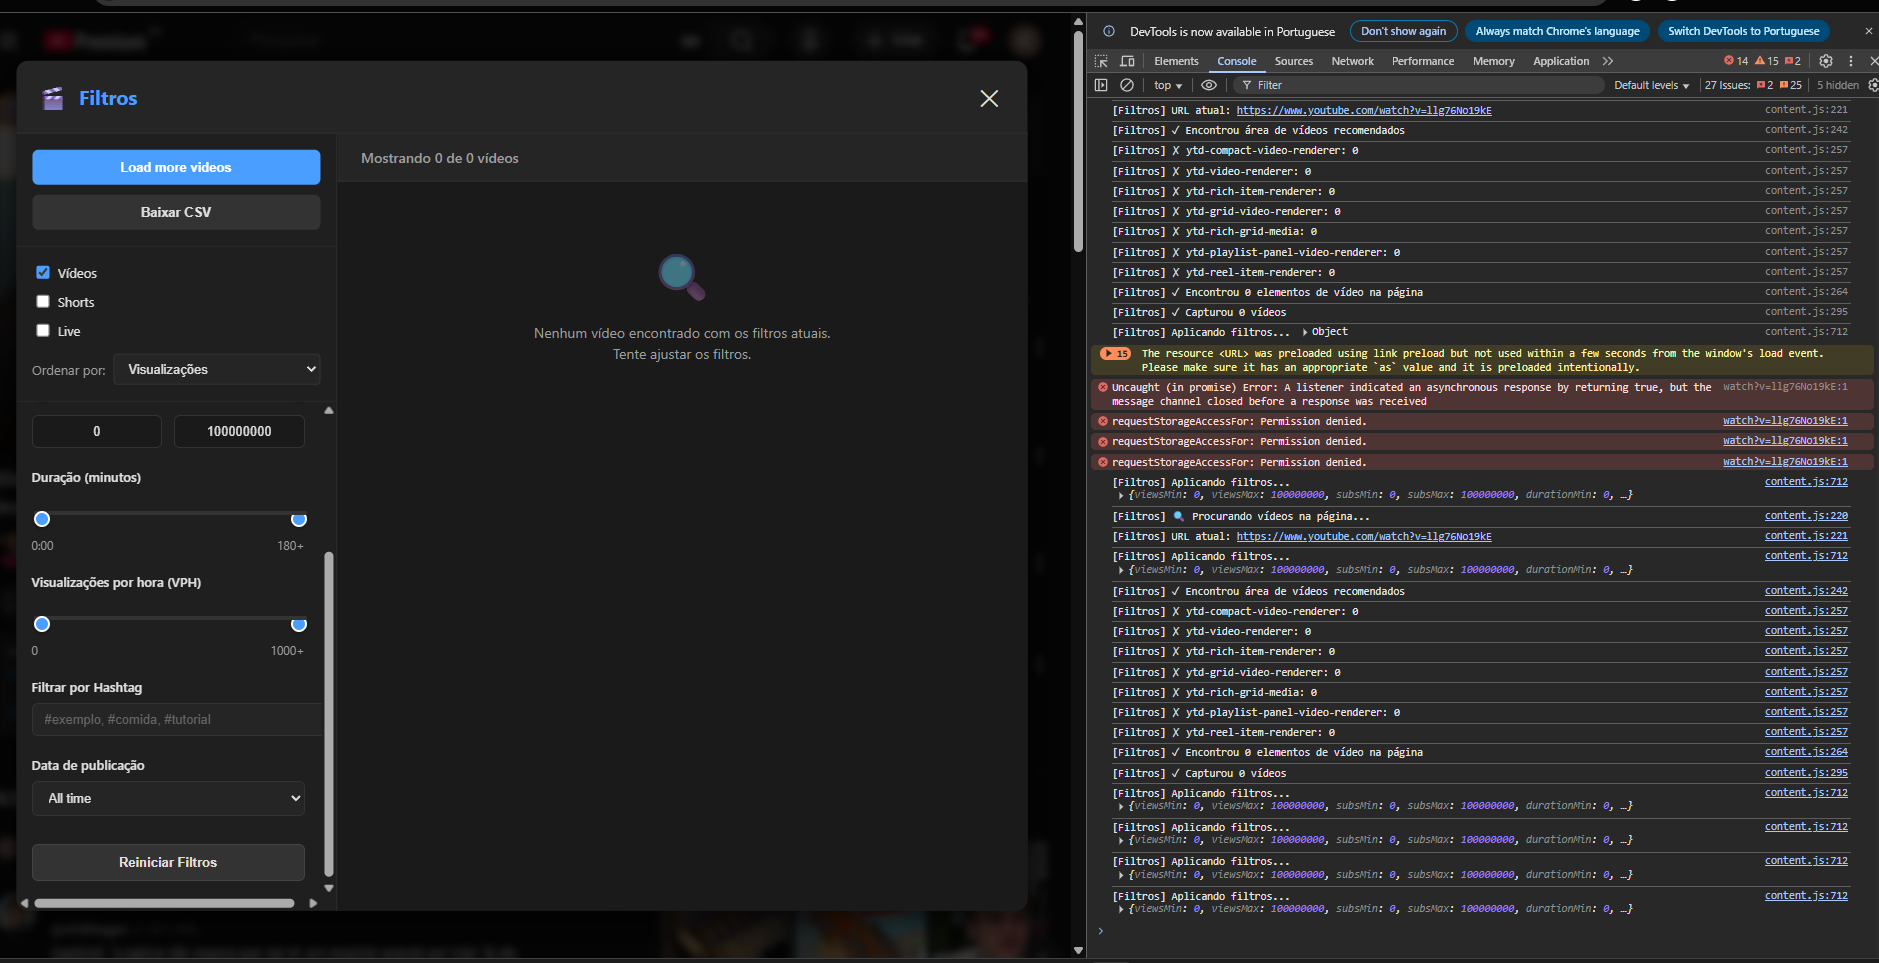 Filtros
Load more videos
Baixar CSV
Vídeos
Shorts
Live
Ordenar por:
Visualizações
0
100000000
Duração (minutos)
0:00
180+
Visualizações por hora (VPH)
0
1000+
Filtrar por Hashtag
#exemplo, #comida, #tutorial
Data de publicação
All time
Reiniciar Filtros
Mostrando 0 de 0 vídeos
Nenhum vídeo encontrado com os filtros atuais.
Tente ajustar os filtros.
DevTools is now available in Portuguese Don't show again Always match Chrome's language Switch DevTools to Portuguese
Elements Console Sources Network Performance Memory Application 14 15 2
top Filter Default levels 27 Issues: 2 25 5 hidden
[Filtros] URL atual: https://www.youtube.com/watch?v=llg76No19kE content.js:221
[Filtros] ✓ Encontrou área de vídeos recomendados content.js:242
[Filtros] ✗ ytd-compact-video-renderer: 0 content.js:257
[Filtros] ✗ ytd-video-renderer: 0 content.js:257
[Filtros] ✗ ytd-rich-item-renderer: 0 content.js:257
[Filtros] ✗ ytd-grid-video-renderer: 0 content.js:257
[Filtros] ✗ ytd-rich-grid-media: 0 content.js:257
[Filtros] ✗ ytd-playlist-panel-video-renderer: 0 content.js:257
[Filtros] ✗ ytd-reel-item-renderer: 0 content.js:257
[Filtros] ✓ Encontrou 0 elementos de vídeo na página content.js:264
[Filtros] ✓ Capturou 0 vídeos content.js:295
[Filtros] Aplicando filtros... Object content.js:712
15 The resource <URL> was preloaded using link preload but not used within a few seconds from the window's load event.
Please make sure it has an appropriate `as` value and it is preloaded intentionally.
Uncaught (in promise) Error: A listener indicated an asynchronous response by returning true, but the watch?v=llg76No19kE:1
message channel closed before a response was received
requestStorageAccessFor: Permission denied. watch?v=llg76No19kE:1
requestStorageAccessFor: Permission denied. watch?v=llg76No19kE:1
requestStorageAccessFor: Permission denied. watch?v=llg76No19kE:1
[Filtros] Aplicando filtros... content.js:712
{viewsMin: 0, viewsMax: 100000000, subsMin: 0, subsMax: 100000000, durationMin: 0, …}
[Filtros] 🔍 Procurando vídeos na página... content.js:220
[Filtros] URL atual: https://www.youtube.com/watch?v=llg76No19kE content.js:221
[Filtros] Aplicando filtros... content.js:712
{viewsMin: 0, viewsMax: 100000000, subsMin: 0, subsMax: 100000000, durationMin: 0, …}
[Filtros] ✓ Encontrou área de vídeos recomendados content.js:242
[Filtros] ✗ ytd-compact-video-renderer: 0 content.js:257
[Filtros] ✗ ytd-video-renderer: 0 content.js:257
[Filtros] ✗ ytd-rich-item-renderer: 0 content.js:257
[Filtros] ✗ ytd-grid-video-renderer: 0 content.js:257
[Filtros] ✗ ytd-rich-grid-media: 0 content.js:257
[Filtros] ✗ ytd-playlist-panel-video-renderer: 0 content.js:257
[Filtros] ✗ ytd-reel-item-renderer: 0 content.js:257
[Filtros] ✓ Encontrou 0 elementos de vídeo na página content.js:264
[Filtros] ✓ Capturou 0 vídeos content.js:295
[Filtros] Aplicando filtros... content.js:712
{viewsMin: 0, viewsMax: 100000000, subsMin: 0, subsMax: 100000000, durationMin: 0, …}
[Filtros] Aplicando filtros... content.js:712
{viewsMin: 0, viewsMax: 100000000, subsMin: 0, subsMax: 100000000, durationMin: 0, …}
[Filtros] Aplicando filtros... content.js:712
{viewsMin: 0, viewsMax: 100000000, subsMin: 0, subsMax: 100000000, durationMin: 0, …}
[Filtros] Aplicando filtros... content.js:712
{viewsMin: 0, viewsMax: 100000000, subsMin: 0, subsMax: 100000000, durationMin: 0, …}